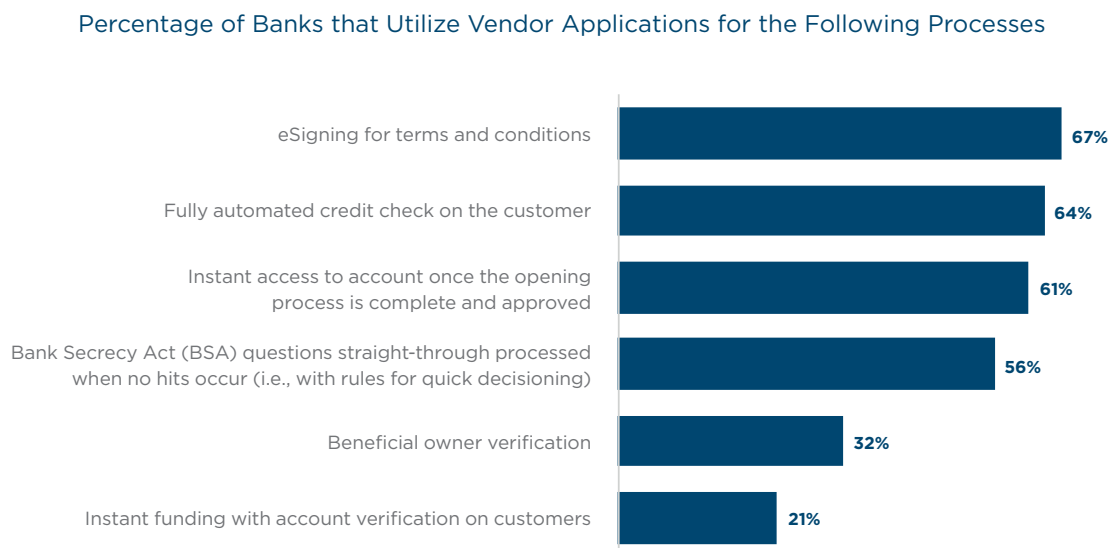 Percentage of Banks that Utilize Vendor Applications for the Following Processes
eSigning for terms and conditions
67%
Fully automated credit check on the customer
64%
Instant access to account once the opening
process is complete and approved
61%
Bank Secrecy Act (BSA) questions straight-through processed
when no hits occur (i.e., with rules for quick decisioning)
56%
Beneficial owner verification
32%
Instant funding with account verification on customers
21%